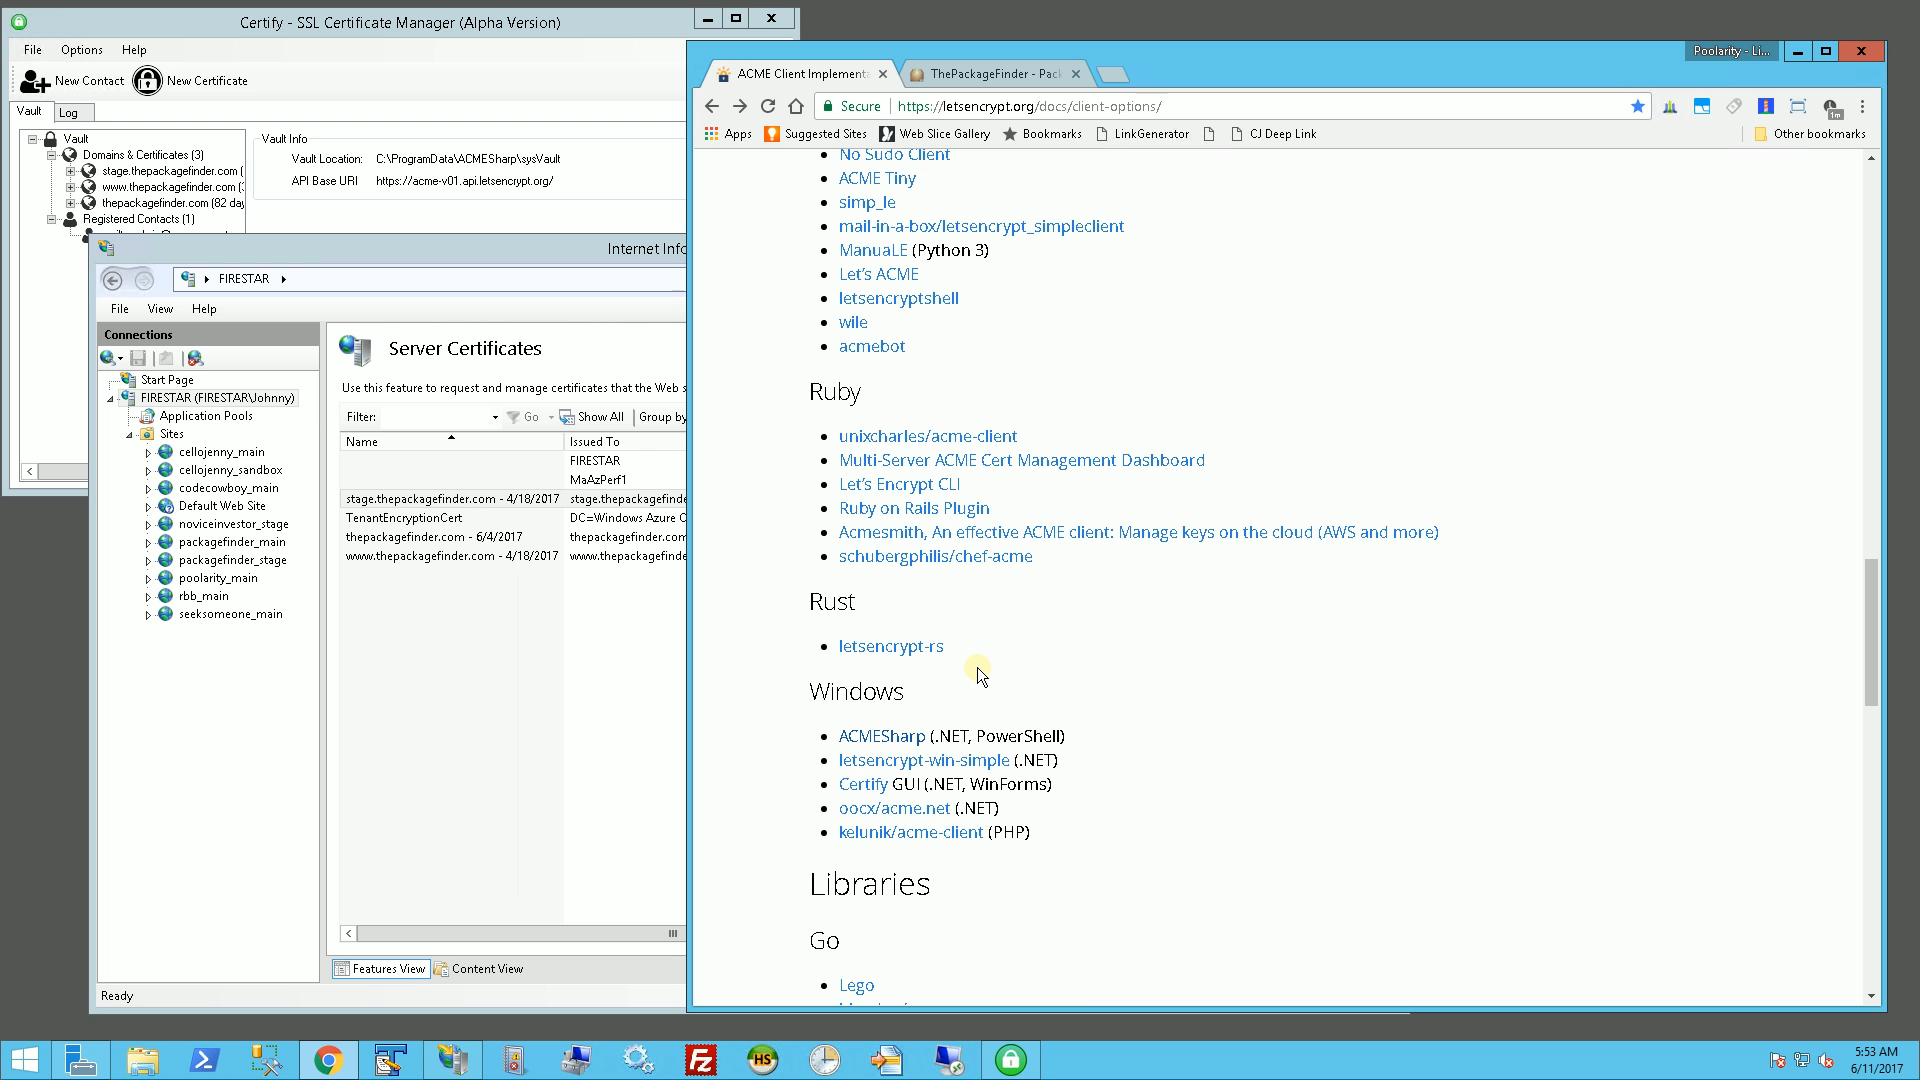 Certify - SSL Certificate Manager (Alpha Version)
File Options Help
New Contact New Certificate
Vault Log
Vault
Domains & Certificates (3)
stage.thepackagefinder.com (
www.thepackagefinder.com (
thepackagefinder.com (82 day
Registered Contacts (1)
Vault Info
Vault Location: C:\ProgramData\ACMESharp\sysVault
API Base URI https://acme-v01.api.letsencrypt.org/
Internet Info
FIRESTAR
File View Help
Connections
Start Page
FIRESTAR (FIRESTAR\Johnny)
Application Pools
Sites
cellojenny_main
cellojenny_sandbox
codecowboy_main
Default Web Site
noviceinvestor_stage
packagefinder_main
packagefinder_stage
poolarity_main
rbb_main
seeksomeone_main
Server Certificates
Use this feature to request and manage certificates that the Web s
Filter: Go Show All Group by
Name Issued To
FIRESTAR
MaAzPerf1
stage.thepackagefinder.com - 4/18/2017 stage.thepackagefinde
TenantEncryptionCert DC=Windows Azure C
thepackagefinder.com - 6/4/2017 thepackagefinder.com
www.thepackagefinder.com - 4/18/2017 www.thepackagefinde
Features View Content View
Ready
Poolarity - Li...
ACME Client Implementa ThePackageFinder - Pack
Secure https://letsencrypt.org/docs/client-options/
1m
Apps Suggested Sites Web Slice Gallery Bookmarks LinkGenerator CJ Deep Link Other bookmarks
No Sudo Client
ACME Tiny
simp_le
mail-in-a-box/letsencrypt_simpleclient
ManuaLE (Python 3)
Let's ACME
letsencryptshell
wile
acmebot
Ruby
unixcharles/acme-client
Multi-Server ACME Cert Management Dashboard
Let's Encrypt CLI
Ruby on Rails Plugin
Acmesmith, An effective ACME client: Manage keys on the cloud (AWS and more)
schubergphilis/chef-acme
Rust
letsencrypt-rs
Windows
ACMESharp (.NET, PowerShell)
letsencrypt-win-simple (.NET)
Certify GUI (.NET, WinForms)
oocx/acme.net (.NET)
kelunik/acme-client (PHP)
Libraries
Go
Lego
Fz HS
5:53 AM
6/11/2017